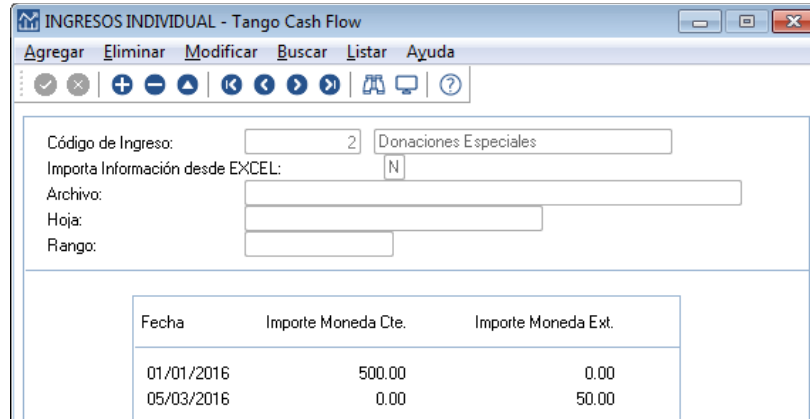 INGRESOS INDIVIDUAL - Tango Cash Flow
Agregar Eliminar Modificar Buscar Listar Ayuda
Código de Ingreso: 2 Donaciones Especiales
Importa Información desde EXCEL: N
Archivo:
Hoja:
Rango:
Fecha Importe Moneda Cte. Importe Moneda Ext.
01/01/2016 500.00 0.00
05/03/2016 0.00 50.00